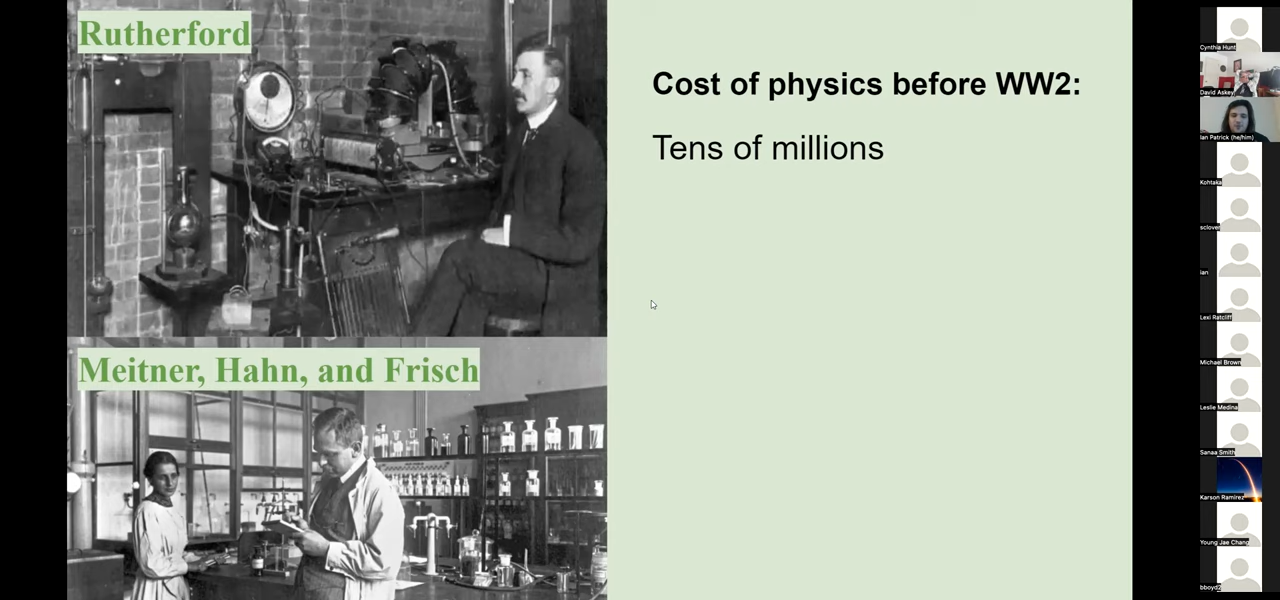 Rutherford
Cost of physics before WW2:
Tens of millions
Meitner, Hahn, and Frisch
Cynthia Hunt
David Askey
Ian Patrick (he/him)
Kohtaka
sclover
ian
Lexi Ratcliff
Michael Brown
Leslie Medina
Sanaa Smith
Karson Ramirez
Young Jae Chang
bboyd2